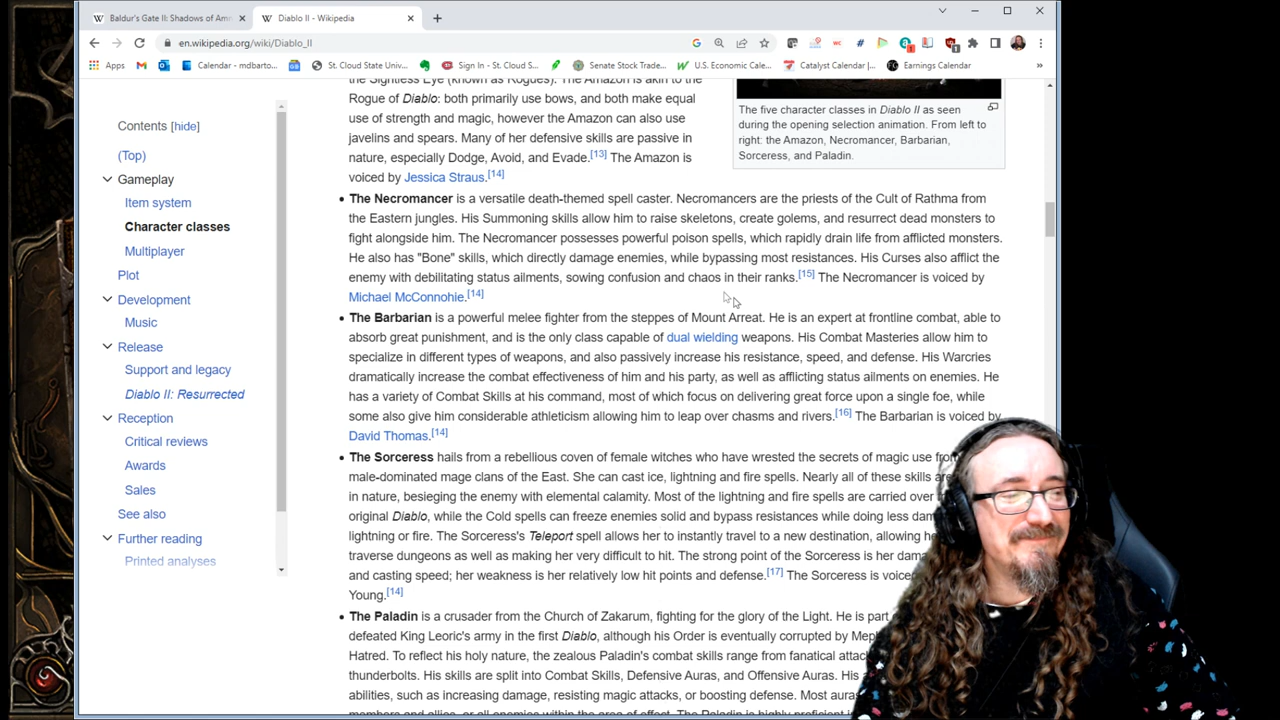 Baldur's Gate II: Shadows of Am
Diablo II - Wikipedia
en.wikipedia.org/wiki/Diablo_II
Apps
Calendar - mdbarto...
St. Cloud State Univ...
Sign In - St. Cloud S...
Senate Stock Trade...
U.S. Economic Cale...
Catalyst Calendar |...
Earnings Calendar
»
Contents [hide]
(Top)
Gameplay
Item system
Character classes
Multiplayer
Plot
Development
Music
Release
Support and legacy
Diablo II: Resurrected
Reception
Critical reviews
Awards
Sales
See also
Further reading
Printed analyses
the Sightless Eye (known as Rogues). The Amazon is akin to the
Rogue of Diablo: both primarily use bows, and both make equal
use of strength and magic, however the Amazon can also use
javelins and spears. Many of her defensive skills are passive in
nature, especially Dodge, Avoid, and Evade.[13] The Amazon is
voiced by Jessica Straus.[14]
The five character classes in Diablo II as seen
during the opening selection animation. From left to
right: the Amazon, Necromancer, Barbarian,
Sorceress, and Paladin.
• The Necromancer is a versatile death-themed spell caster. Necromancers are the priests of the Cult of Rathma from
the Eastern jungles. His Summoning skills allow him to raise skeletons, create golems, and resurrect dead monsters to
fight alongside him. The Necromancer possesses powerful poison spells, which rapidly drain life from afflicted monsters.
He also has "Bone" skills, which directly damage enemies, while bypassing most resistances. His Curses also afflict the
enemy with debilitating status ailments, sowing confusion and chaos in their ranks.[15] The Necromancer is voiced by
Michael McConnohie.[14]
• The Barbarian is a powerful melee fighter from the steppes of Mount Arreat. He is an expert at frontline combat, able to
absorb great punishment, and is the only class capable of dual wielding weapons. His Combat Masteries allow him to
specialize in different types of weapons, and also passively increase his resistance, speed, and defense. His Warcries
dramatically increase the combat effectiveness of him and his party, as well as afflicting status ailments on enemies. He
has a variety of Combat Skills at his command, most of which focus on delivering great force upon a single foe, while
some also give him considerable athleticism allowing him to leap over chasms and rivers.[16] The Barbarian is voiced by
David Thomas.[14]
• The Sorceress hails from a rebellious coven of female witches who have wrested the secrets of magic use from
male-dominated mage clans of the East. She can cast ice, lightning and fire spells. Nearly all of these skills are
in nature, besieging the enemy with elemental calamity. Most of the lightning and fire spells are carried over
original Diablo, while the Cold spells can freeze enemies solid and bypass resistances while doing less dam
lightning or fire. The Sorceress's Teleport spell allows her to instantly travel to a new destination, allowing he
traverse dungeons as well as making her very difficult to hit. The strong point of the Sorceress is her dama
and casting speed; her weakness is her relatively low hit points and defense.[17] The Sorceress is voice
Young.[14]
• The Paladin is a crusader from the Church of Zakarum, fighting for the glory of the Light. He is part
defeated King Leoric's army in the first Diablo, although his Order is eventually corrupted by Meph
Hatred. To reflect his holy nature, the zealous Paladin's combat skills range from fanatical attac
thunderbolts. His skills are split into Combat Skills, Defensive Auras, and Offensive Auras. His a
abilities, such as increasing damage, resisting magic attacks, or boosting defense. Most auras
members and allies, or all enemies within the area of effect. The Paladin is highly proficient